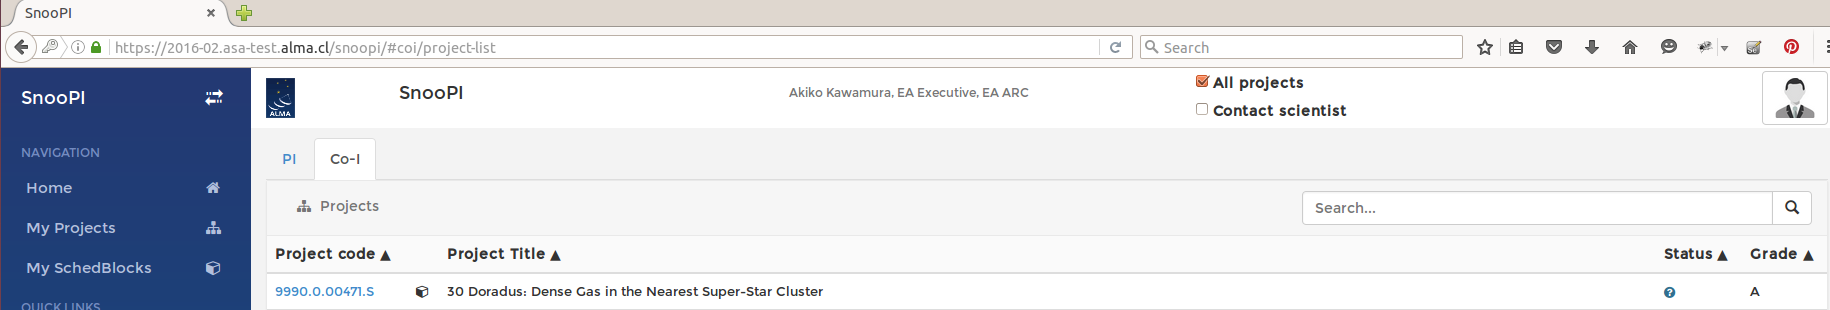 SnooPI
https://2016-02.asa-test.alma.cl/snoopi/#coi/project-list
Search
SnooPI
ALMA
SnooPI
Akiko Kawamura, EA Executive, EA ARC
All projects
Contact scientist
NAVIGATION
Home
My Projects
My SchedBlocks
QUICK LINKS
PI
Co-I
Projects
Search...
Project code ▲ Project Title ▲ Status ▲ Grade ▲
9990.0.00471.S 30 Doradus: Dense Gas in the Nearest Super-Star Cluster A